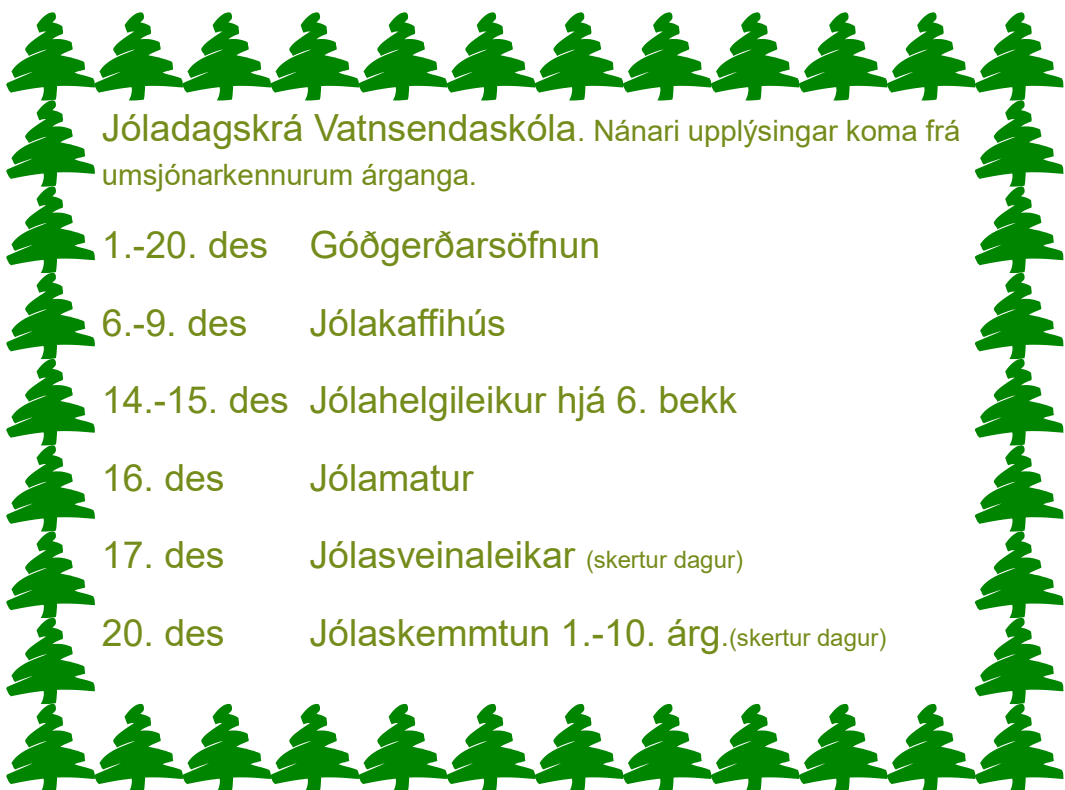 Jóladagskrá Vatnsendaskóla. Nánari upplýsingar koma frá
umsjónarkennurum árganga.
1.-20. des Góðgerðarsöfnun
6.-9. des Jólakaffihús
14.-15. des Jólahelgileikur hjá 6. bekk
16. des Jólamatur
17. des Jólasveinaleikar (skertur dagur)
20. des Jólaskemmtun 1.-10. árg.(skertur dagur)